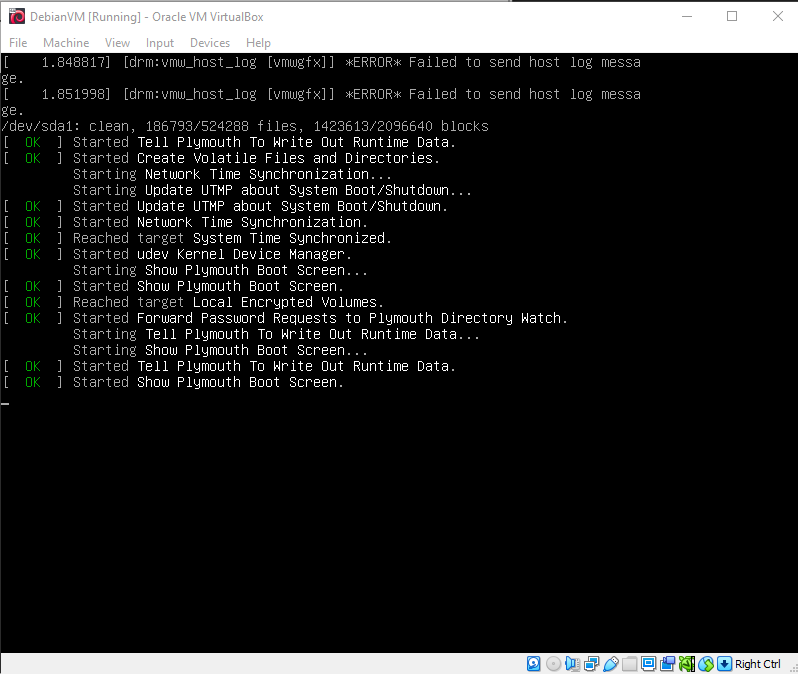 DebianVM [Running] - Oracle VM VirtualBox
File Machine View Input Devices Help
[    1.848817] [drm:vmw_host_log [vmwgfx]] *ERROR* Failed to send host log messa
ge.
[    1.851998] [drm:vmw_host_log [vmwgfx]] *ERROR* Failed to send host log messa
ge.
/dev/sda1: clean, 186793/524288 files, 1423613/2096640 blocks
[  OK  ] Started Tell Plymouth To Write Out Runtime Data.
[  OK  ] Started Create Volatile Files and Directories.
         Starting Network Time Synchronization...
         Starting Update UTMP about System Boot/Shutdown...
[  OK  ] Started Update UTMP about System Boot/Shutdown.
[  OK  ] Started Network Time Synchronization.
[  OK  ] Reached target System Time Synchronized.
[  OK  ] Started udev Kernel Device Manager.
         Starting Show Plymouth Boot Screen...
[  OK  ] Started Show Plymouth Boot Screen.
[  OK  ] Reached target Local Encrypted Volumes.
[  OK  ] Started Forward Password Requests to Plymouth Directory Watch.
         Starting Tell Plymouth To Write Out Runtime Data...
         Starting Show Plymouth Boot Screen...
[  OK  ] Started Tell Plymouth To Write Out Runtime Data.
[  OK  ] Started Show Plymouth Boot Screen.
Right Ctrl